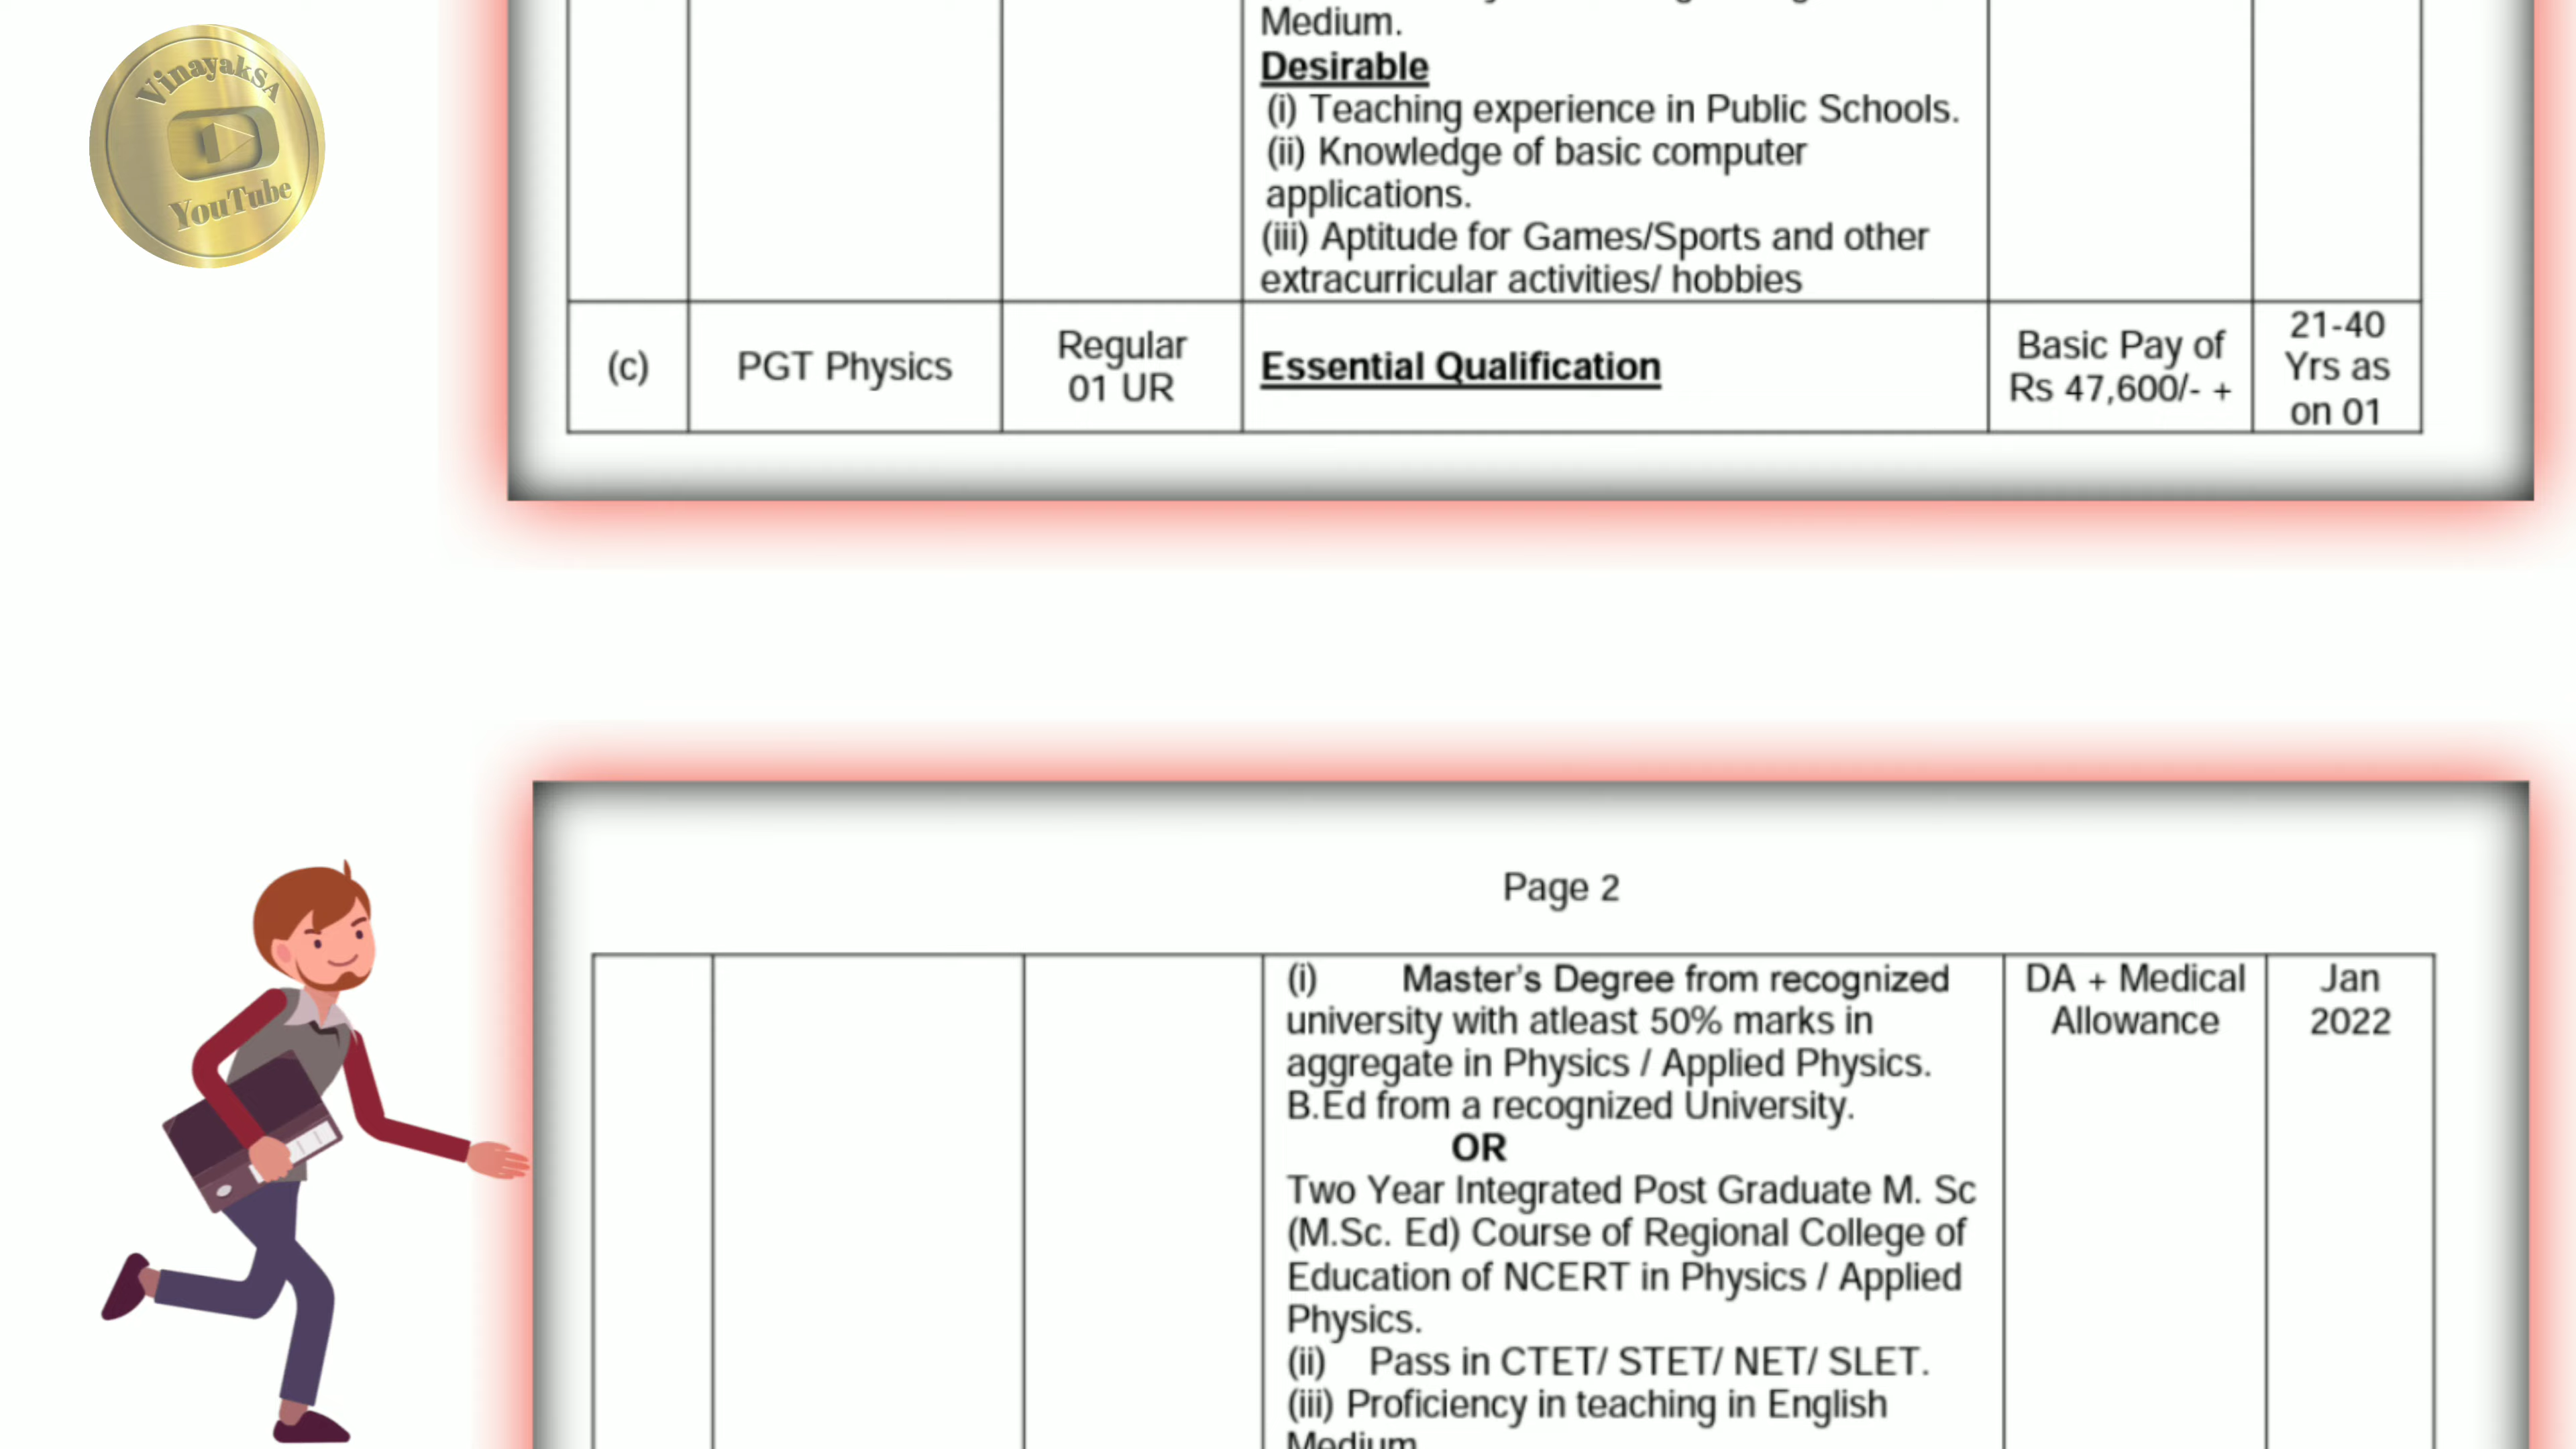 VinayakSA
YouTube
Medium.
Desirable
(i) Teaching experience in Public Schools.
(ii) Knowledge of basic computer
applications.
(iii) Aptitude for Games/Sports and other
extracurricular activities/ hobbies
(c)
PGT Physics
Regular
01 UR
Essential Qualification
Basic Pay of
Rs 47,600/- +
21-40
Yrs as
on 01
Page 2
(i) Master's Degree from recognized
university with atleast 50% marks in
aggregate in Physics / Applied Physics.
B.Ed from a recognized University.
OR
Two Year Integrated Post Graduate M. Sc
(M.Sc. Ed) Course of Regional College of
Education of NCERT in Physics / Applied
Physics.
(ii) Pass in CTET/ STET/ NET/ SLET.
(iii) Proficiency in teaching in English
Medium
DA + Medical
Allowance
Jan
2022